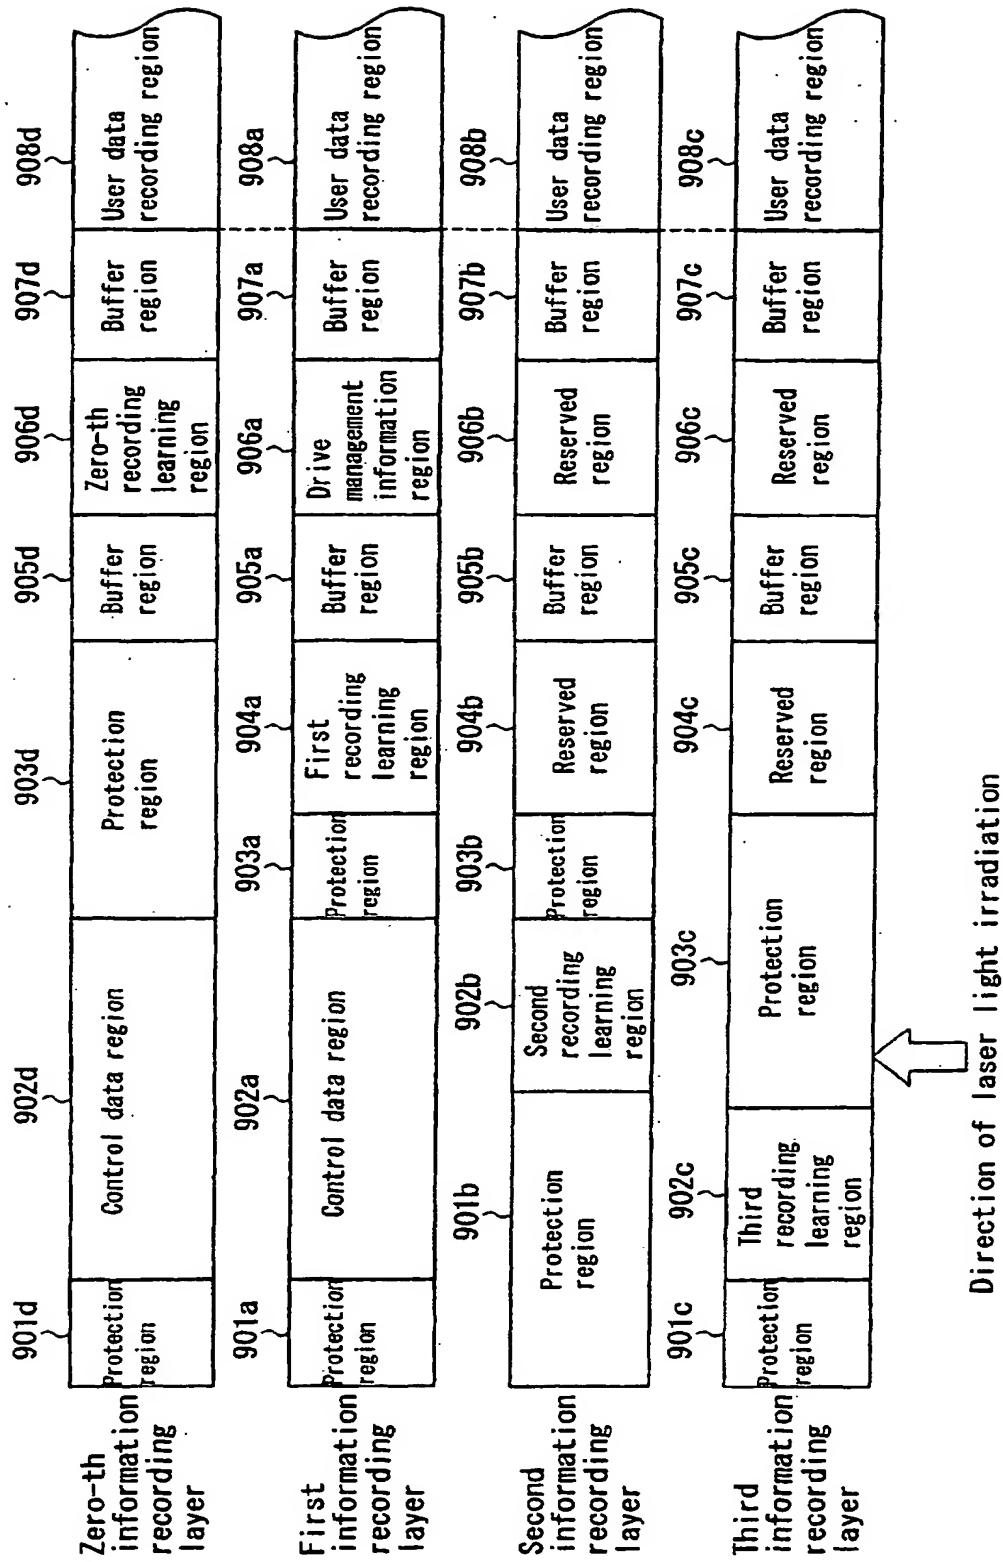 Zero-th
information
recording
layer
901d
Protection
region
902d
Control data region
903d
Protection
region
905d
Buffer
region
906d
Zero-th
recording
learning
region
907d
Buffer
region
908d
User data
recording region
First
information
recording
layer
901a
Protection
region
902a
Control data region
903a
Protection
region
904a
First
recording
learning
region
905a
Buffer
region
906a
Drive
management
information
region
907a
Buffer
region
908a
User data
recording region
Second
information
recording
layer
901b
Protection
region
902b
Second
recording
learning
region
903b
Protection
region
904b
Reserved
region
905b
Buffer
region
906b
Reserved
region
907b
Buffer
region
908b
User data
recording region
Third
information
recording
layer
901c
Protection
region
902c
Third
recording
learning
region
903c
Protection
region
904c
Reserved
region
905c
Buffer
region
906c
Reserved
region
907c
Buffer
region
908c
User data
recording region
Direction of laser light irradiation